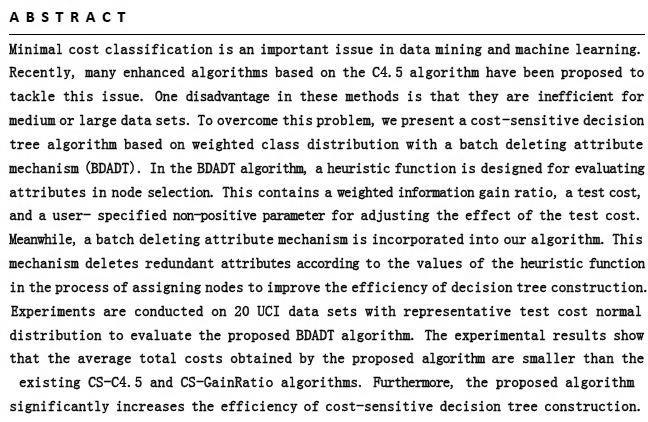 ABSTRACT
Minimal cost classification is an important issue in data mining and machine learning.
Recently, many enhanced algorithms based on the C4.5 algorithm have been proposed to
tackle this issue. One disadvantage in these methods is that they are inefficient for
medium or large data sets. To overcome this problem, we present a cost-sensitive decision
tree algorithm based on weighted class distribution with a batch deleting attribute
mechanism (BDADT). In the BDADT algorithm, a heuristic function is designed for evaluating
attributes in node selection. This contains a weighted information gain ratio, a test cost,
and a user- specified non-positive parameter for adjusting the effect of the test cost.
Meanwhile, a batch deleting attribute mechanism is incorporated into our algorithm. This
mechanism deletes redundant attributes according to the values of the heuristic function
in the process of assigning nodes to improve the efficiency of decision tree construction.
Experiments are conducted on 20 UCI data sets with representative test cost normal
distribution to evaluate the proposed BDADT algorithm. The experimental results show
that the average total costs obtained by the proposed algorithm are smaller than the
existing CS-C4.5 and CS-GainRatio algorithms. Furthermore, the proposed algorithm
significantly increases the efficiency of cost-sensitive decision tree construction.